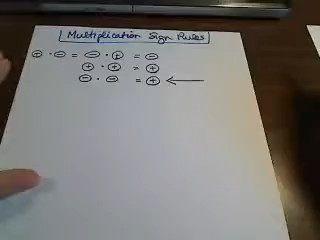 Multiplication Sign Rules
⊕ · ⊖ = ⊖ · ⊕ = ⊖
⊕ · ⊕ = ⊕
⊖ · ⊖ = ⊕ ←